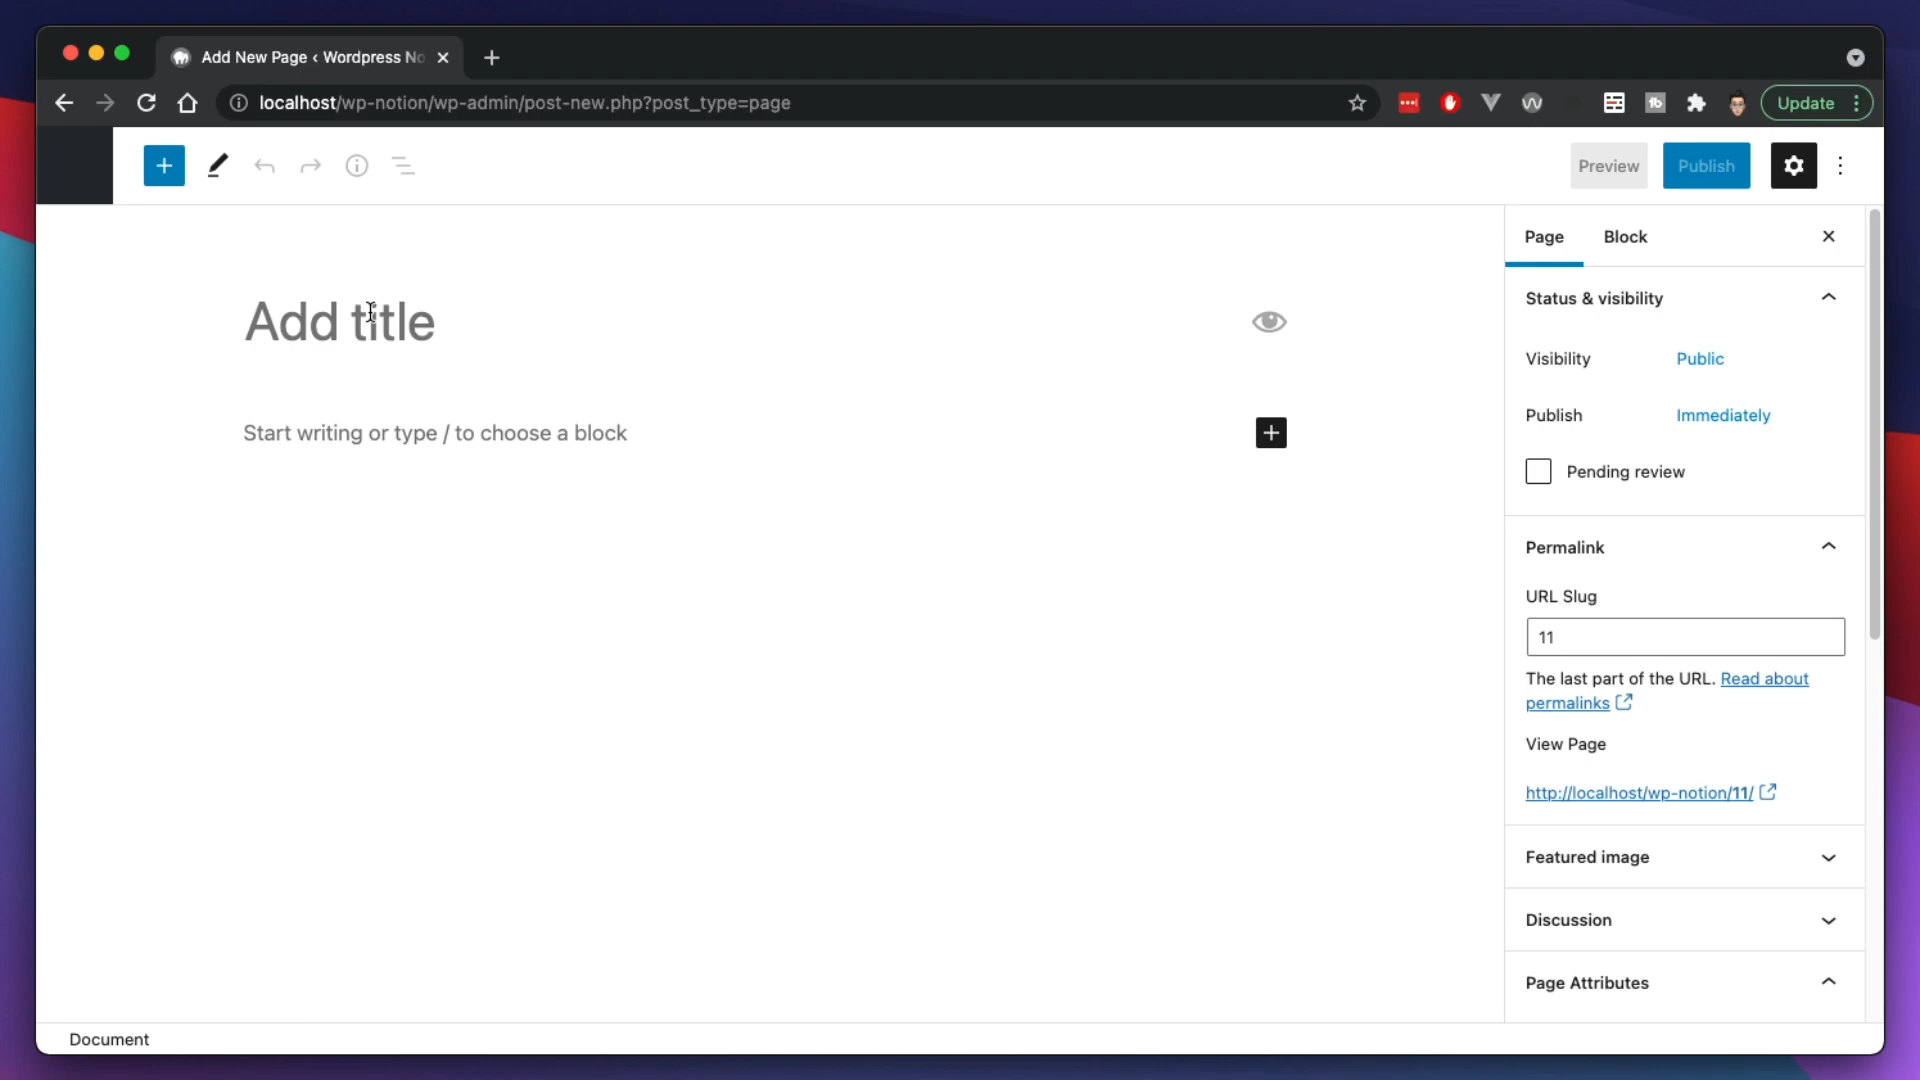 Add New Page ‹ Wordpress No
localhost/wp-notion/wp-admin/post-new.php?post_type=page
Update
Preview
Publish
Add title
Start writing or type / to choose a block
Page
Block
Status & visibility
Visibility
Public
Publish
Immediately
Pending review
Permalink
URL Slug
11
The last part of the URL. Read about
permalinks
View Page
http://localhost/wp-notion/11/
Featured image
Discussion
Page Attributes
Document